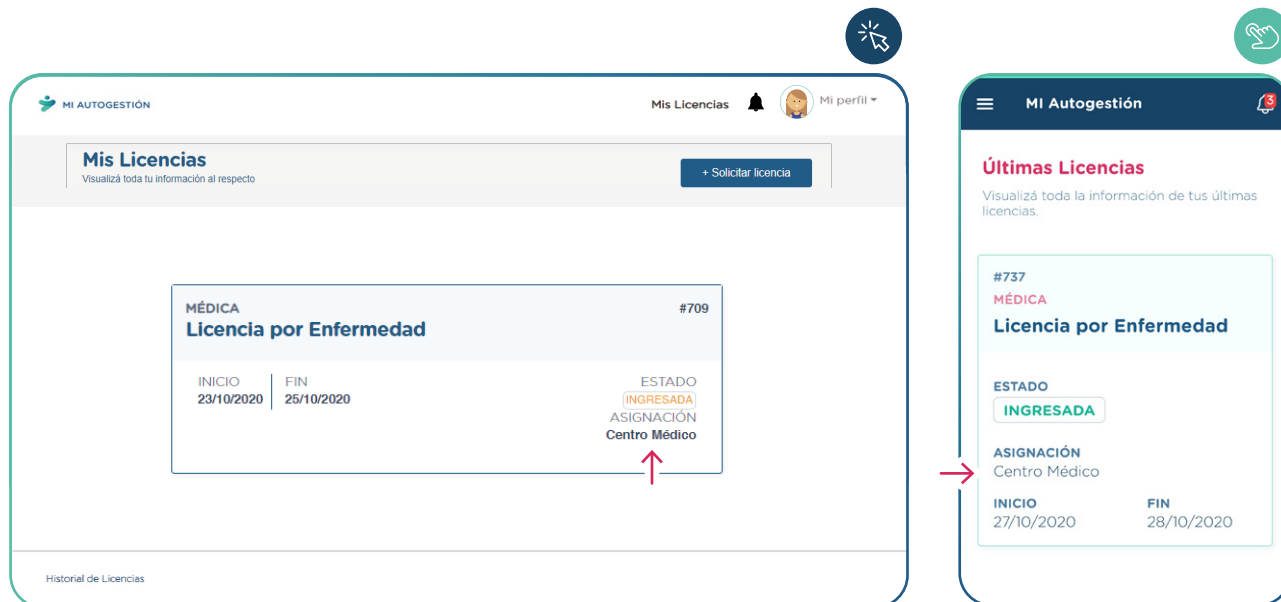 MI AUTOGESTIÓN
Mis Licencias
Mi perfil
Mis Licencias
Visualizá toda tu información al respecto
+ Solicitar licencia
MÉDICA
#709
Licencia por Enfermedad
INICIO
FIN
23/10/2020
25/10/2020
ESTADO
INGRESADA
ASIGNACIÓN
Centro Médico
Historial de Licencias
MI Autogestión
3
Últimas Licencias
Visualizá toda la información de tus últimas
licencias.
#737
MÉDICA
Licencia por Enfermedad
ESTADO
INGRESADA
ASIGNACIÓN
Centro Médico
INICIO
FIN
27/10/2020
28/10/2020